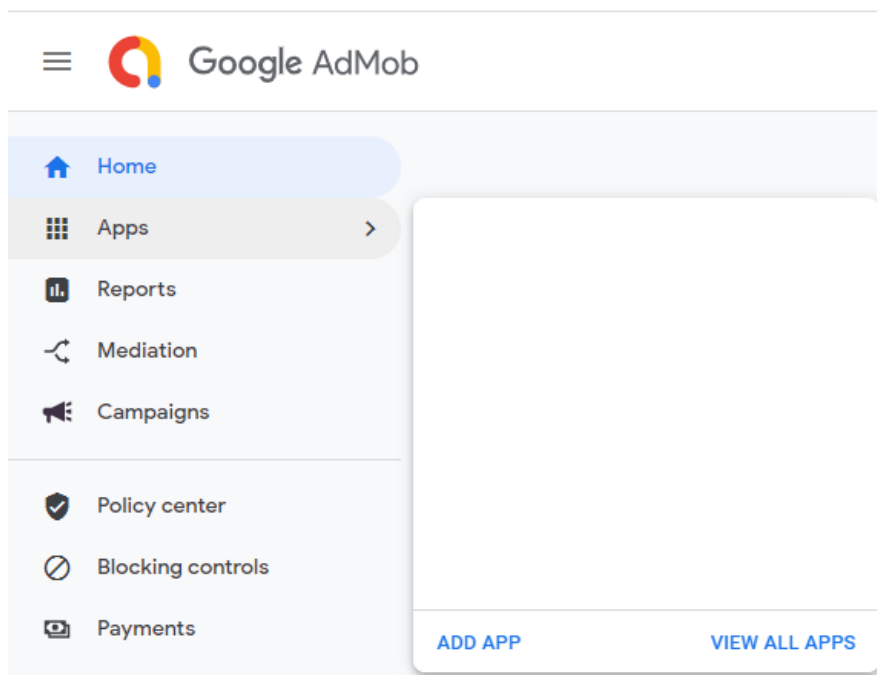 Google AdMob
Home
Apps
Reports
Mediation
Campaigns
Policy center
Blocking controls
Payments
ADD APP
VIEW ALL APPS